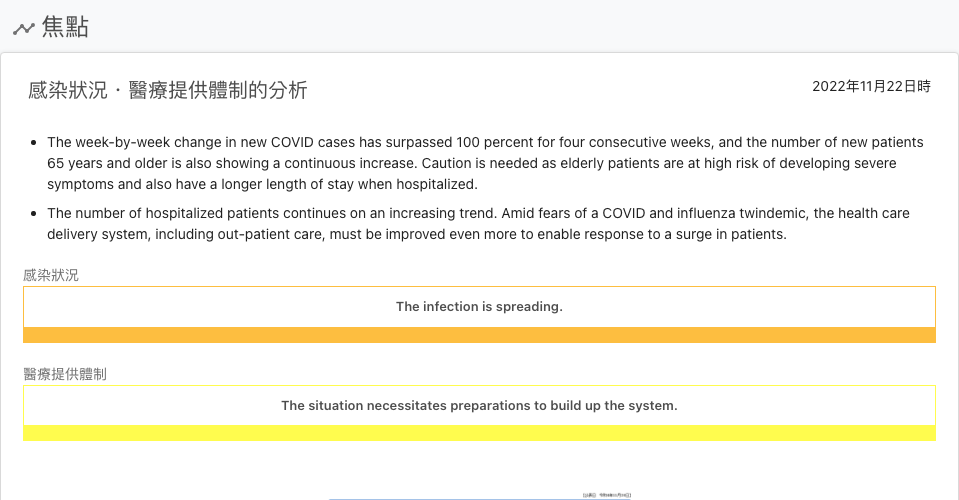 焦點
感染狀況・醫療提供體制的分析
2022年11月22日時
The week-by-week change in new COVID cases has surpassed 100 percent for four consecutive weeks, and the number of new patients
65 years and older is also showing a continuous increase. Caution is needed as elderly patients are at high risk of developing severe
symptoms and also have a longer length of stay when hospitalized.
The number of hospitalized patients continues on an increasing trend. Amid fears of a COVID and influenza twindemic, the health care
delivery system, including out-patient care, must be improved even more to enable response to a surge in patients.
感染狀況
The infection is spreading.
醫療提供體制
The situation necessitates preparations to build up the system.